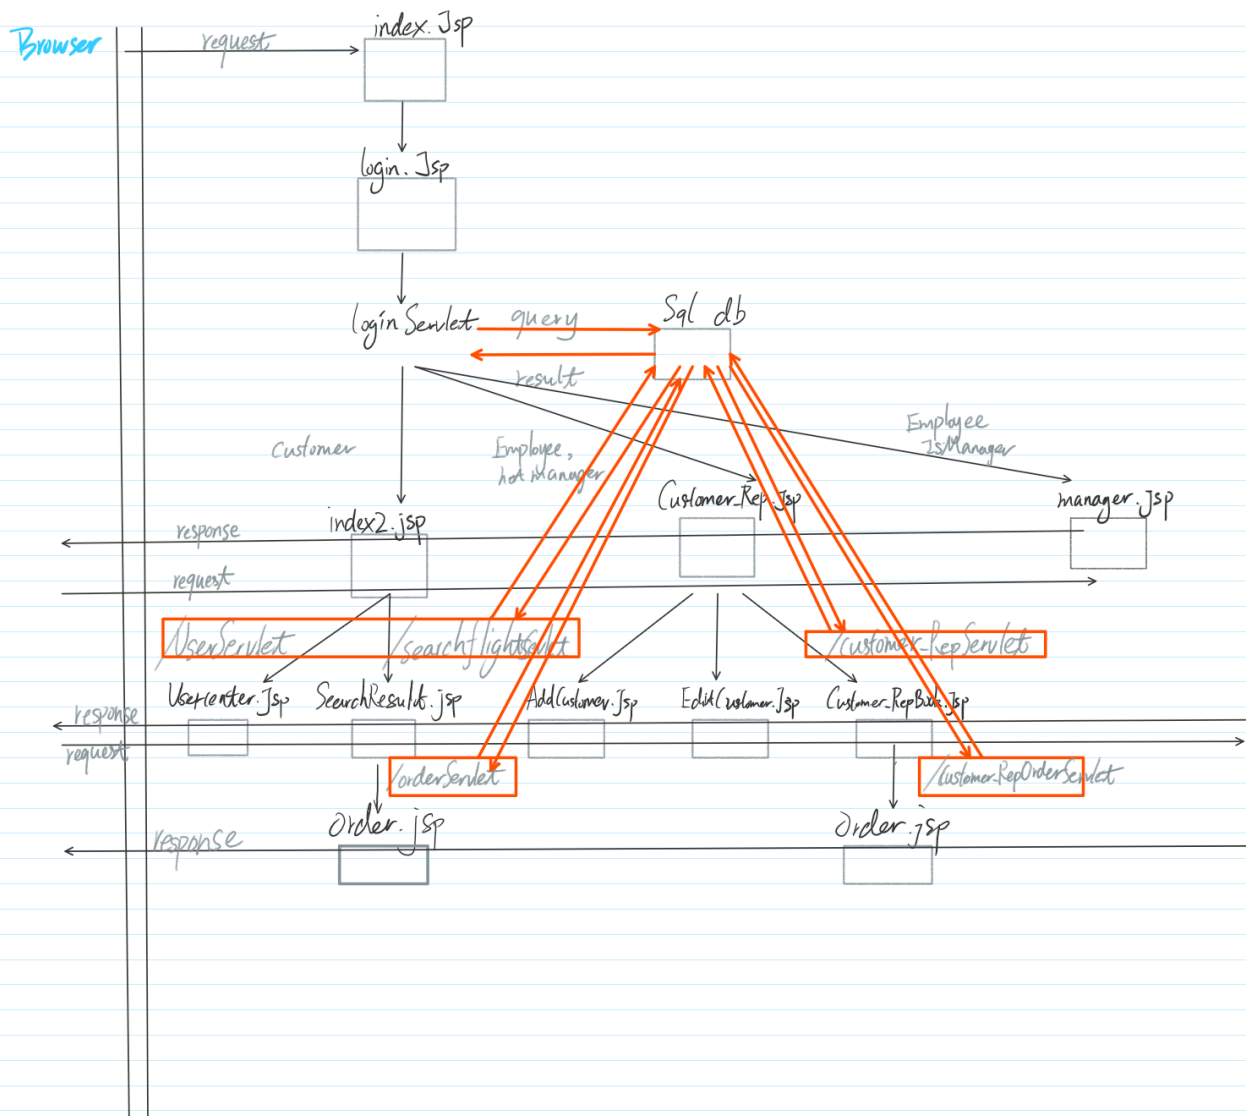 Browser
request
index.Jsp
login.Jsp
loginServlet
query
Sql db
result
Customer
Employee,
not manager
Employee
IsManager
index2.jsp
Customer_Rep.Jsp
manager.jsp
response
request
/UserServlet
/searchflightServlet
/customer_RepServlet
Usercenter.Jsp
SearchResult.jsp
AddCustomer.Jsp
EditCustomer.Jsp
Customer_RepBook.Jsp
response
request
/orderServlet
/Customer_RepOrderServlet
Order.jsp
Order.jsp
response